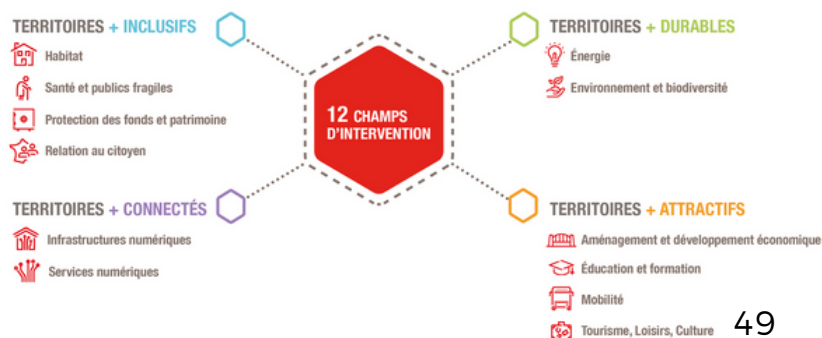 TERRITOIRES + INCLUSIFS
Habitat
Santé et publics fragiles
Protection des fonds et patrimoine
Relation au citoyen
12 CHAMPS
D'INTERVENTION
TERRITOIRES + DURABLES
Énergie
Environnement et biodiversité
TERRITOIRES + CONNECTÉS
Infrastructures numériques
Services numériques
TERRITOIRES + ATTRACTIFS
Aménagement et développement économique
Éducation et formation
Mobilité
Tourisme, Loisirs, Culture
49